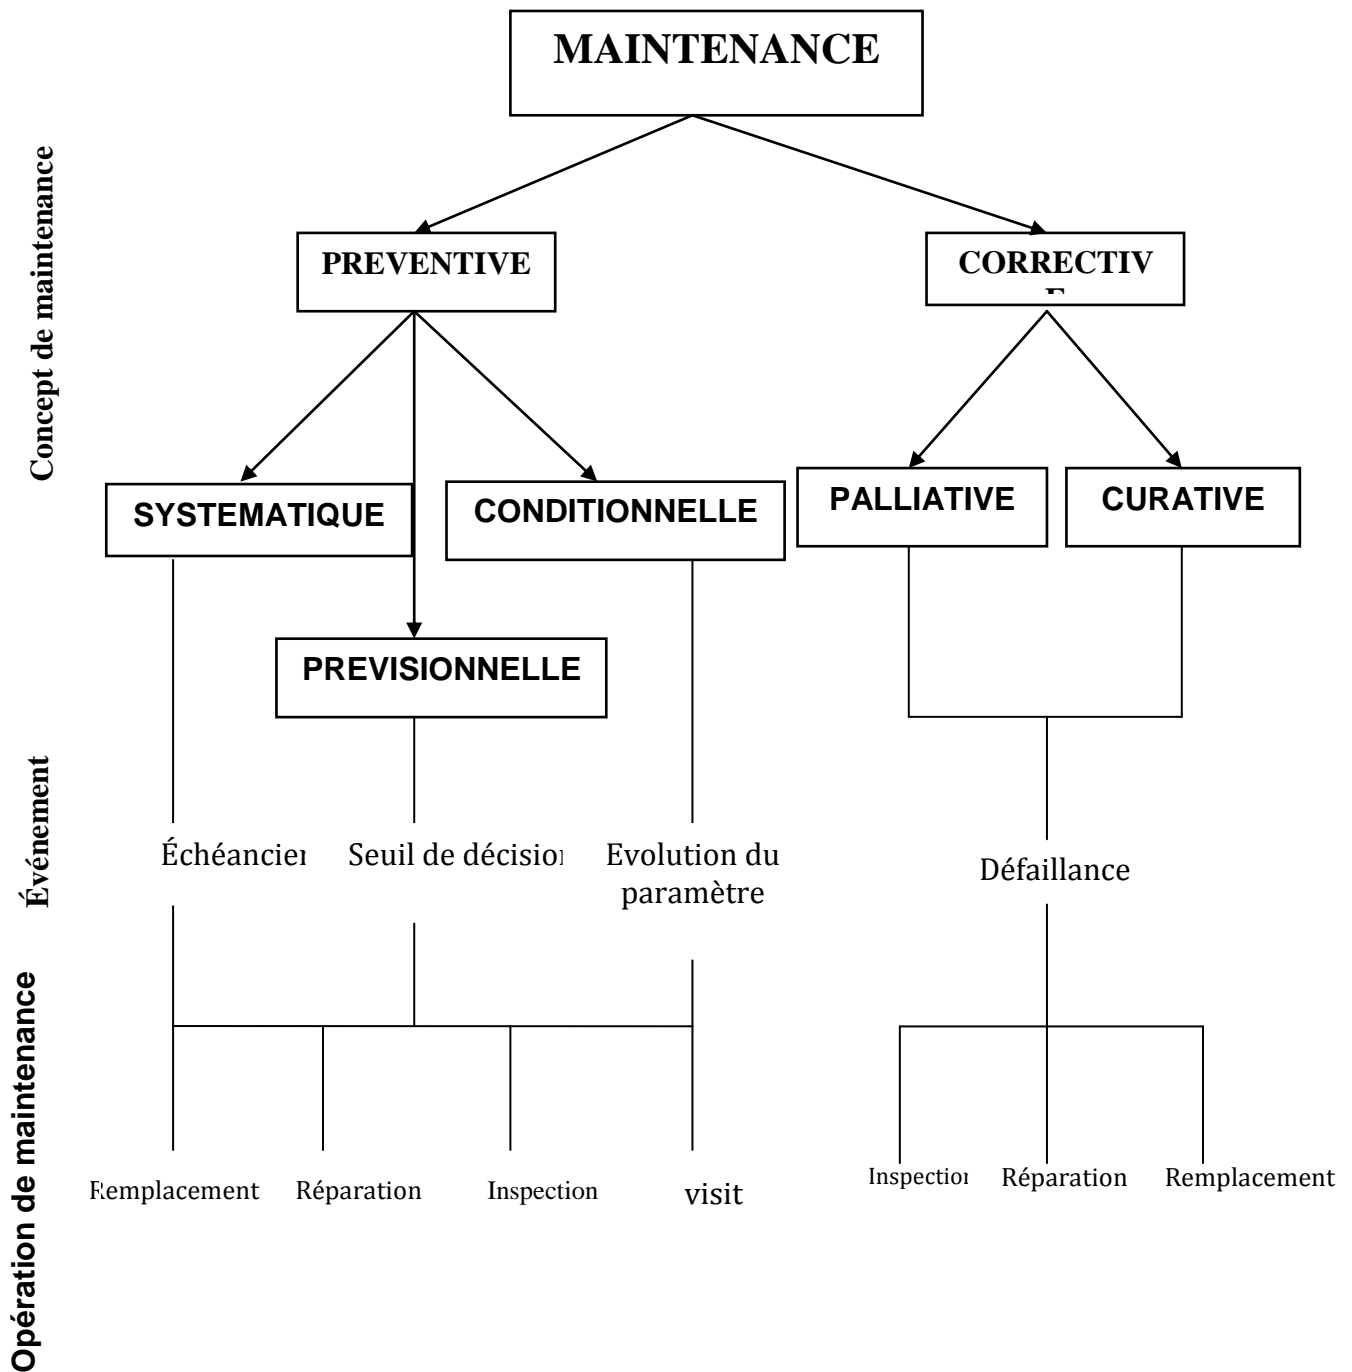 MAINTENANCE
Concept de maintenance
PREVENTIVE
CORRECTIV
E
SYSTEMATIQUE
CONDITIONNELLE
PALLIATIVE
CURATIVE
PREVISIONNELLE
Événement
Échéancier
Seuil de décision
Evolution du
paramètre
Défaillance
Opération de maintenance
Remplacement
Réparation
Inspection
visit
Inspection
Réparation
Remplacement